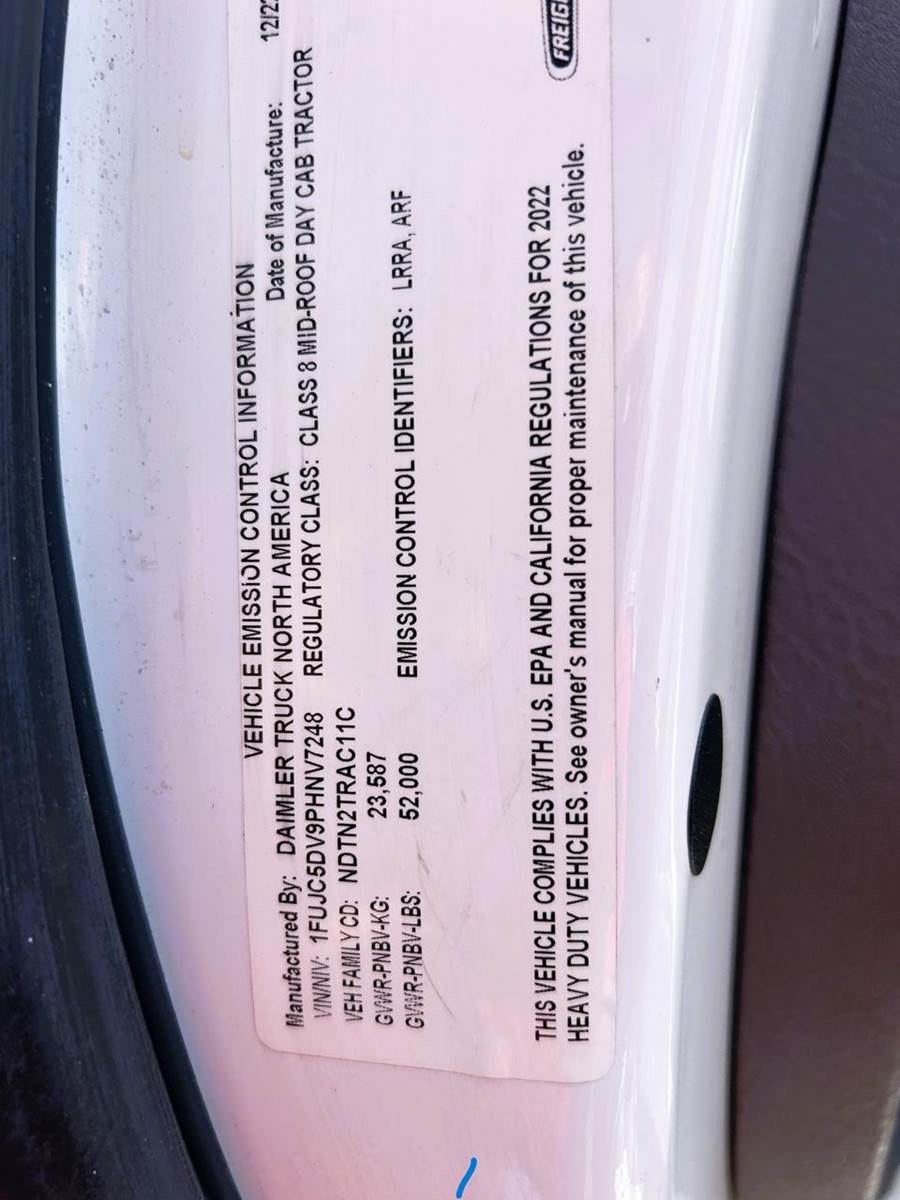 VEHICLE EMISSION CONTROL INFORMATION
Manufactured By: DAIMLER TRUCK NORTH AMERICA Date of Manufacture:
VIN/NIV: 1FUJC5DV9PHNV7248 REGULATORY CLASS: CLASS 8 MID-ROOF DAY CAB TRACTOR
VEH FAMILY CD: NDTN2TRAC11C
GVWR-PNBV-KG: 23,587
GVWR-PNBV-LBS: 52,000 EMISSION CONTROL IDENTIFIERS: LRRA, ARF
THIS VEHICLE COMPLIES WITH U.S. EPA AND CALIFORNIA REGULATIONS FOR 2022
HEAVY DUTY VEHICLES. See owner's manual for proper maintenance of this vehicle.